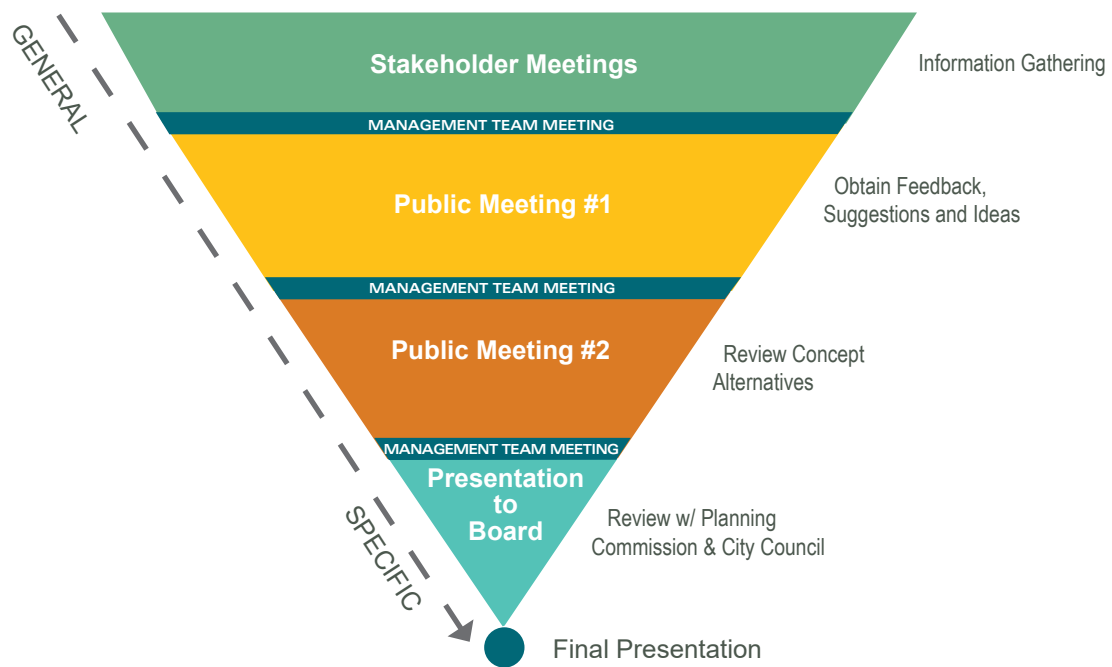 GENERAL
Stakeholder Meetings
Information Gathering
MANAGEMENT TEAM MEETING
Public Meeting #1
Obtain Feedback,
Suggestions and Ideas
MANAGEMENT TEAM MEETING
Public Meeting #2
Review Concept
Alternatives
MANAGEMENT TEAM MEETING
Presentation
to
Board
Review w/ Planning
Commission & City Council
SPECIFIC
Final Presentation